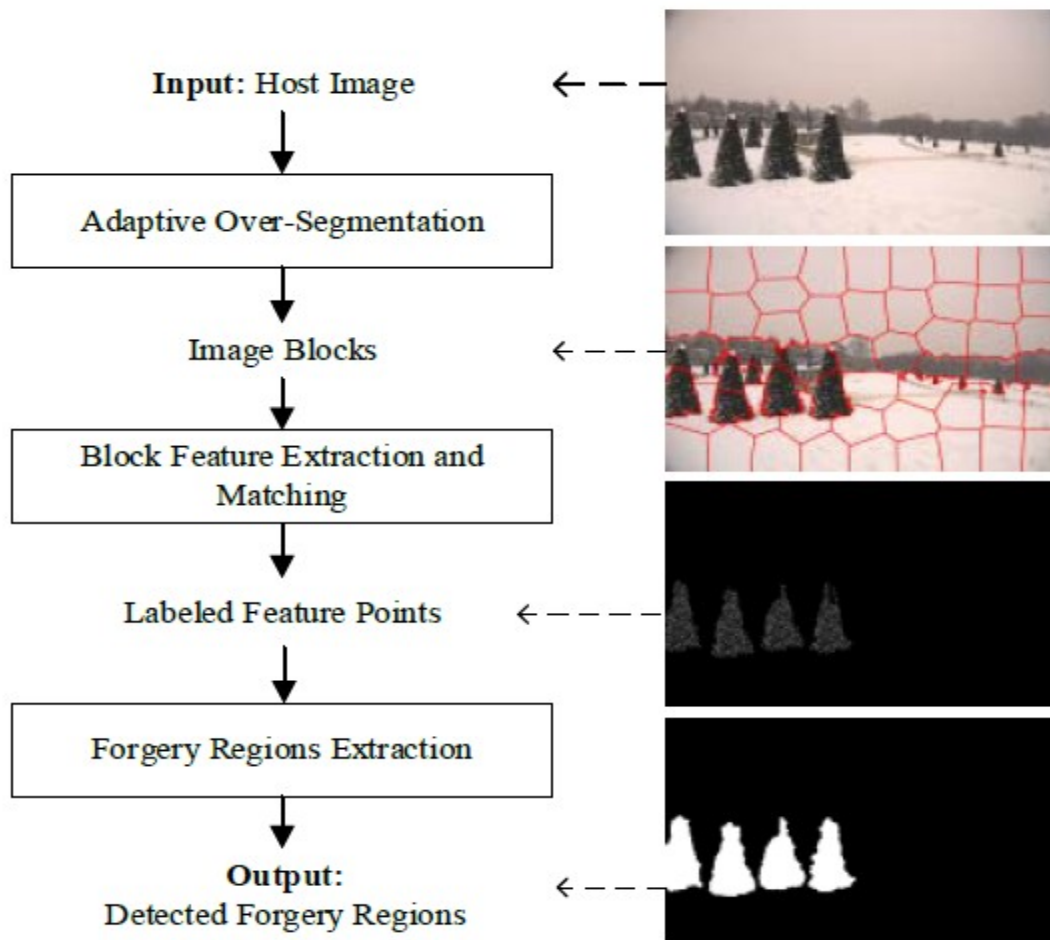 Input: Host Image
Adaptive Over-Segmentation
Image Blocks
Block Feature Extraction and
Matching
Labeled Feature Points
Forgery Regions Extraction
Output:
Detected Forgery Regions